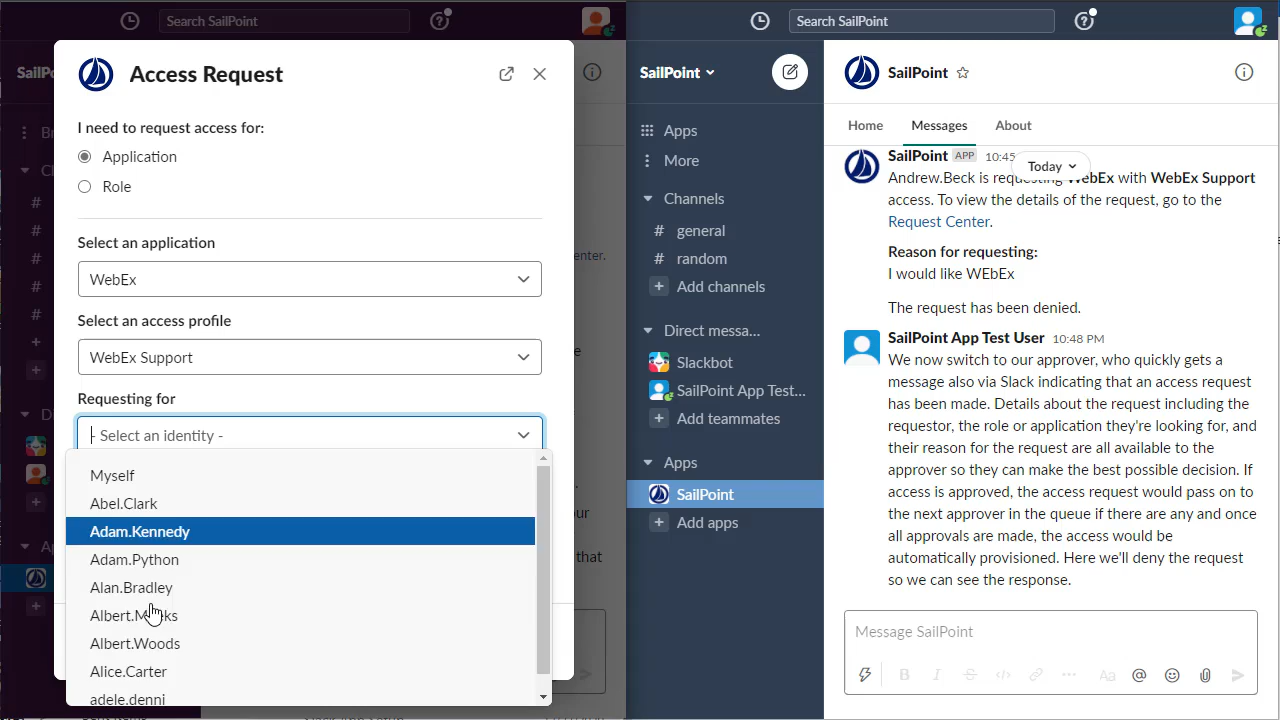 Search SailPoint
SailPo
Access Request
I need to request access for:
Application
Role
Select an application
WebEx
Select an access profile
WebEx Support
Requesting for
- Select an identity -
Myself
Abel.Clark
Adam.Kennedy
Adam.Python
Alan.Bradley
Albert.Woods
Alice.Carter
adele.denni
enter.
that
Search SailPoint
SailPoint
Apps
More
Channels
# general
# random
+ Add channels
Direct messa...
Slackbot
SailPoint App Test...
+ Add teammates
Apps
SailPoint
+ Add apps
SailPoint
Home Messages About
Today
SailPoint APP 10:45
Andrew.Beck is requesting WebEx with WebEx Support
access. To view the details of the request, go to the
Request Center.
Reason for requesting:
I would like WEbEx
The request has been denied.
SailPoint App Test User 10:48 PM
We now switch to our approver, who quickly gets a
message also via Slack indicating that an access request
has been made. Details about the request including the
requestor, the role or application they're looking for, and
their reason for the request are all available to the
approver so they can make the best possible decision. If
access is approved, the access request would pass on to
the next approver in the queue if there are any and once
all approvals are made, the access would be
automatically provisioned. Here we'll deny the request
so we can see the response.
Message SailPoint